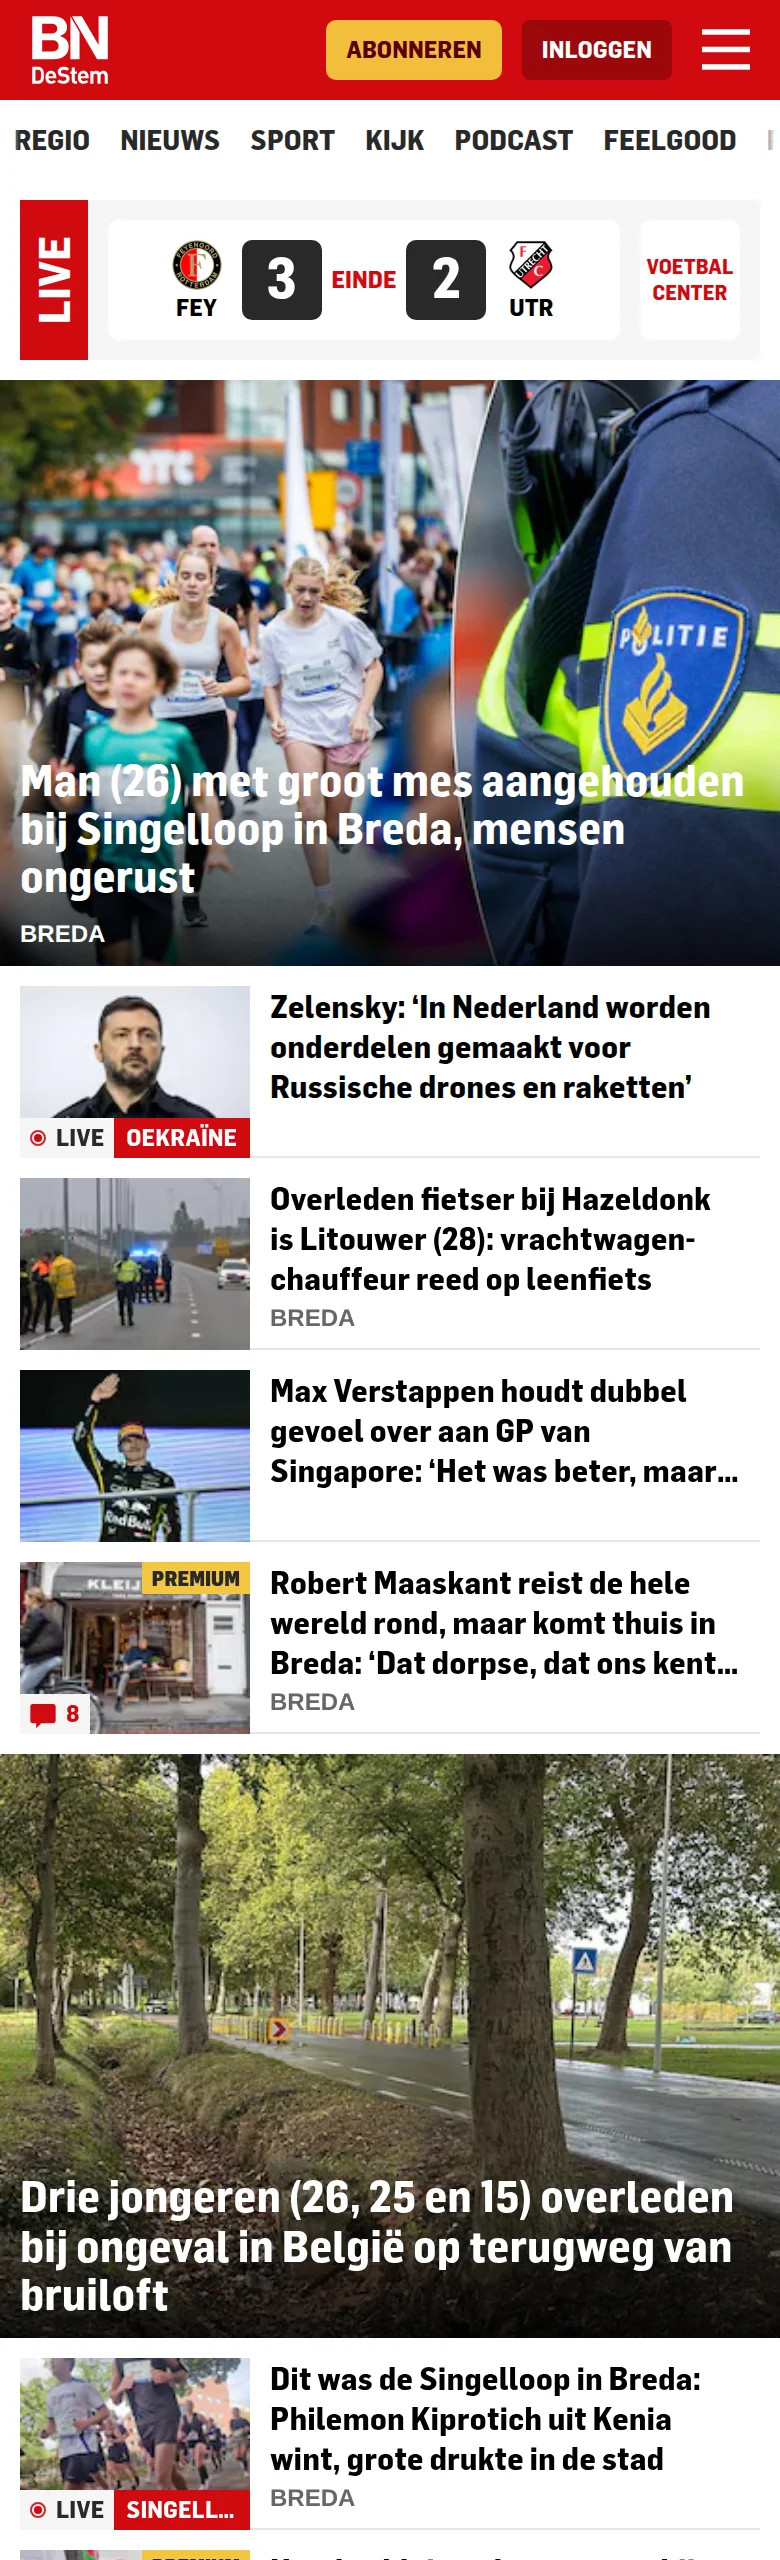 BN
DeStem
ABONNEREN
INLOGGEN
REGIO NIEUWS SPORT KIJK PODCAST FEELGOOD
LIVE
FEY
3
EINDE
2
UTR
VOETBAL
CENTER
POLITIE
Man (26) met groot mes aangehouden
bij Singelloop in Breda, mensen
ongerust
BREDA
Zelensky: ‘In Nederland worden
onderdelen gemaakt voor
Russische drones en raketten’
LIVE OEKRAÏNE
Overleden fietser bij Hazeldonk
is Litouwer (28): vrachtwagen-
chauffeur reed op leenfiets
BREDA
Max Verstappen houdt dubbel
gevoel over aan GP van
Singapore: ‘Het was beter, maar...
Red Bull
PREMIUM
KLEIJ
8
Robert Maaskant reist de hele
wereld rond, maar komt thuis in
Breda: ‘Dat dorpse, dat ons kent...
BREDA
Drie jongeren (26, 25 en 15) overleden
bij ongeval in België op terugweg van
bruiloft
Dit was de Singelloop in Breda:
Philemon Kiprotich uit Kenia
wint, grote drukte in de stad
BREDA
LIVE SINGELL...